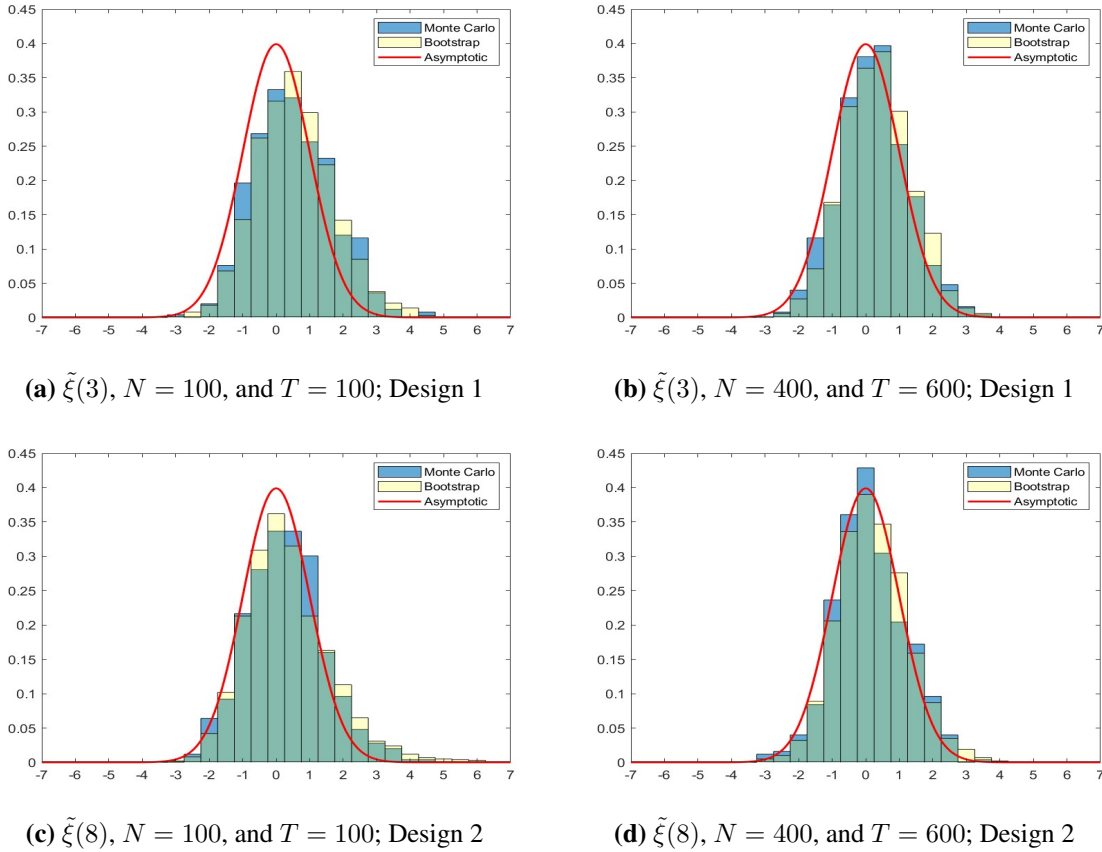 0.45
0.4
0.35
0.3
0.25
0.2
0.15
0.1
0.05
0
-7 -6 -5 -4 -3 -2 -1 0 1 2 3 4 5 6 7
Monte Carlo
Bootstrap
Asymptotic
(a) ξ̃(3), N = 100, and T = 100; Design 1
0.45
0.4
0.35
0.3
0.25
0.2
0.15
0.1
0.05
0
-7 -6 -5 -4 -3 -2 -1 0 1 2 3 4 5 6 7
Monte Carlo
Bootstrap
Asymptotic
(b) ξ̃(3), N = 400, and T = 600; Design 1
0.45
0.4
0.35
0.3
0.25
0.2
0.15
0.1
0.05
0
-7 -6 -5 -4 -3 -2 -1 0 1 2 3 4 5 6 7
Monte Carlo
Bootstrap
Asymptotic
(c) ξ̃(8), N = 100, and T = 100; Design 2
0.45
0.4
0.35
0.3
0.25
0.2
0.15
0.1
0.05
0
-7 -6 -5 -4 -3 -2 -1 0 1 2 3 4 5 6 7
Monte Carlo
Bootstrap
Asymptotic
(d) ξ̃(8), N = 400, and T = 600; Design 2